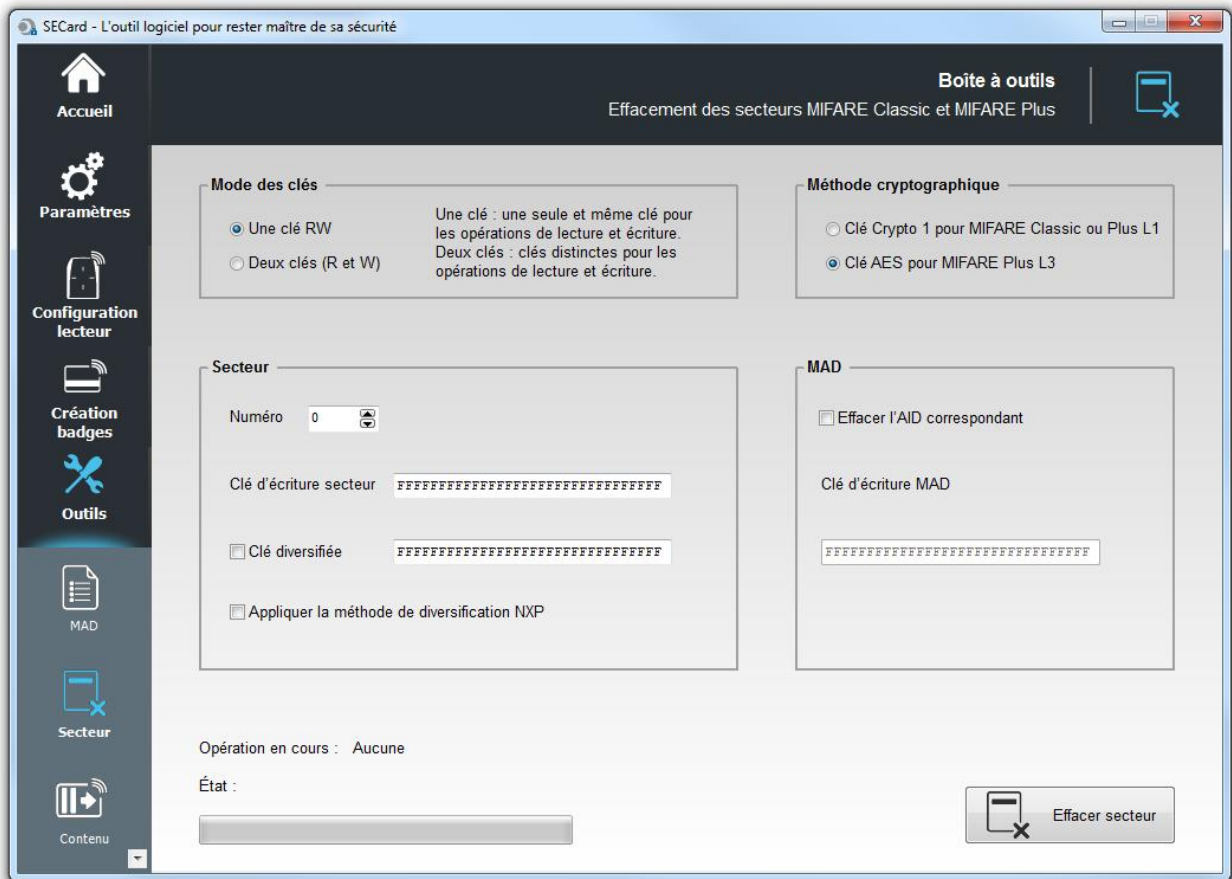 SECard - L'outil logiciel pour rester maître de sa sécurité
Accueil
Paramètres
Configuration
lecteur
Création
badges
Outils
MAD
Secteur
Contenu
Boîte à outils
Effacement des secteurs MIFARE Classic et MIFARE Plus
Mode des clés
Une clé RW
Deux clés (R et W)
Une clé : une seule et même clé pour
les opérations de lecture et écriture.
Deux clés : clés distinctes pour les
opérations de lecture et écriture.
Méthode cryptographique
Clé Crypto 1 pour MIFARE Classic ou Plus L1
Clé AES pour MIFARE Plus L3
Secteur
Numéro 0
Clé d'écriture secteur FFFFFFFFFFFFFFFFFFFFFFFFFFFFFFFF
Clé diversifiée FFFFFFFFFFFFFFFFFFFFFFFFFFFFFFFF
Appliquer la méthode de diversification NXP
MAD
Effacer l'AID correspondant
Clé d'écriture MAD
FFFFFFFFFFFFFFFFFFFFFFFFFFFFFFFF
Opération en cours : Aucune
État :
Effacer secteur